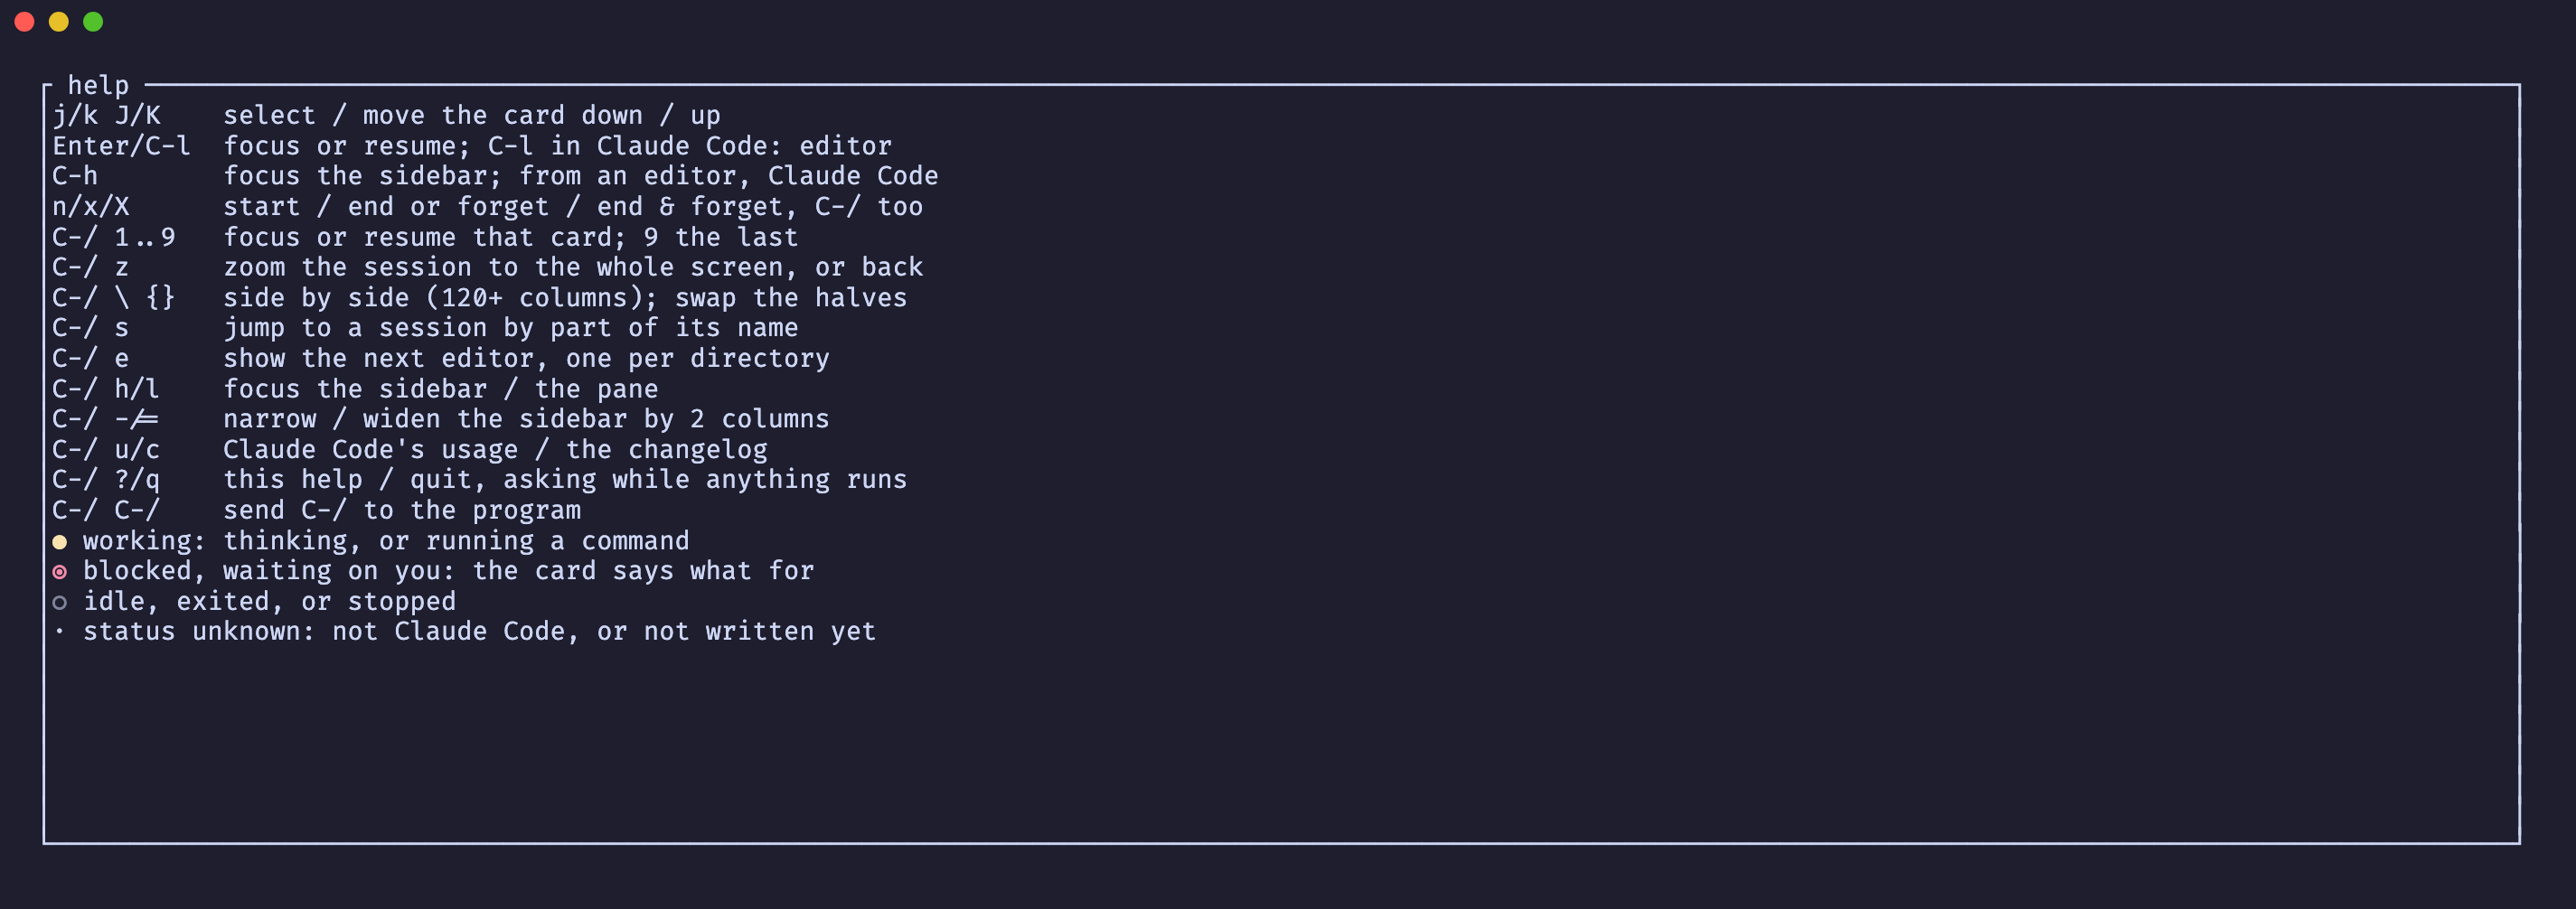 help
j/k J/K    select / move the card down / up
Enter/C-l  focus or resume; C-l in Claude Code: editor
C-h        focus the sidebar; from an editor, Claude Code
n/x/X      start / end or forget / end & forget, C-/ too
C-/ 1..9   focus or resume that card; 9 the last
C-/ z      zoom the session to the whole screen, or back
C-/ \ {}   side by side (120+ columns); swap the halves
C-/ s      jump to a session by part of its name
C-/ e      show the next editor, one per directory
C-/ h/l    focus the sidebar / the pane
C-/ -/=    narrow / widen the sidebar by 2 columns
C-/ u/c    Claude Code's usage / the changelog
C-/ ?/q    this help / quit, asking while anything runs
C-/ C-/    send C-/ to the program
● working: thinking, or running a command
◉ blocked, waiting on you: the card says what for
○ idle, exited, or stopped
· status unknown: not Claude Code, or not written yet